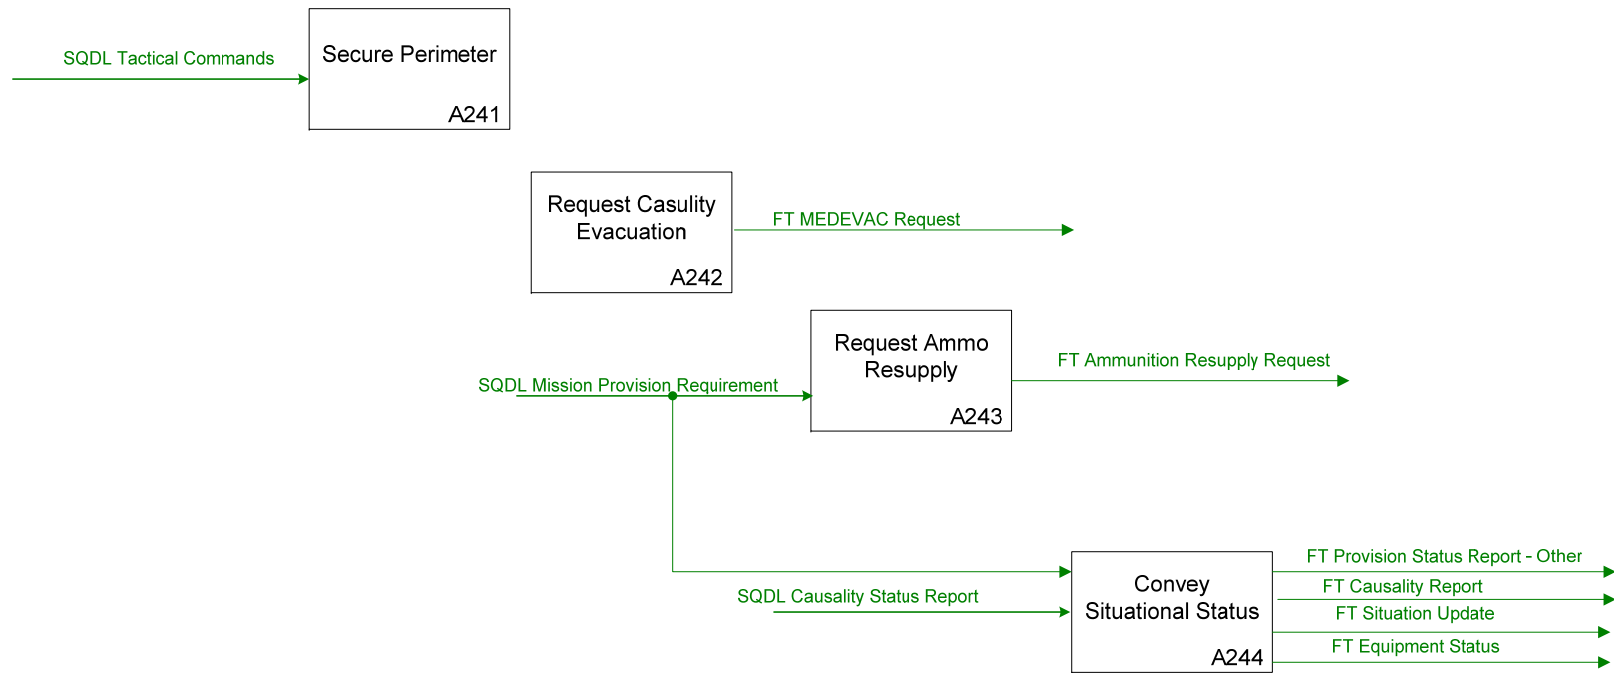 SQDL Tactical Commands
Secure Perimeter
A241
Request Casulity
Evacuation
A242
FT MEDEVAC Request
SQDL Mission Provision Requirement
Request Ammo
Resupply
A243
FT Ammunition Resupply Request
SQDL Causality Status Report
Convey
Situational Status
A244
FT Provision Status Report - Other
FT Causality Report
FT Situation Update
FT Equipment Status